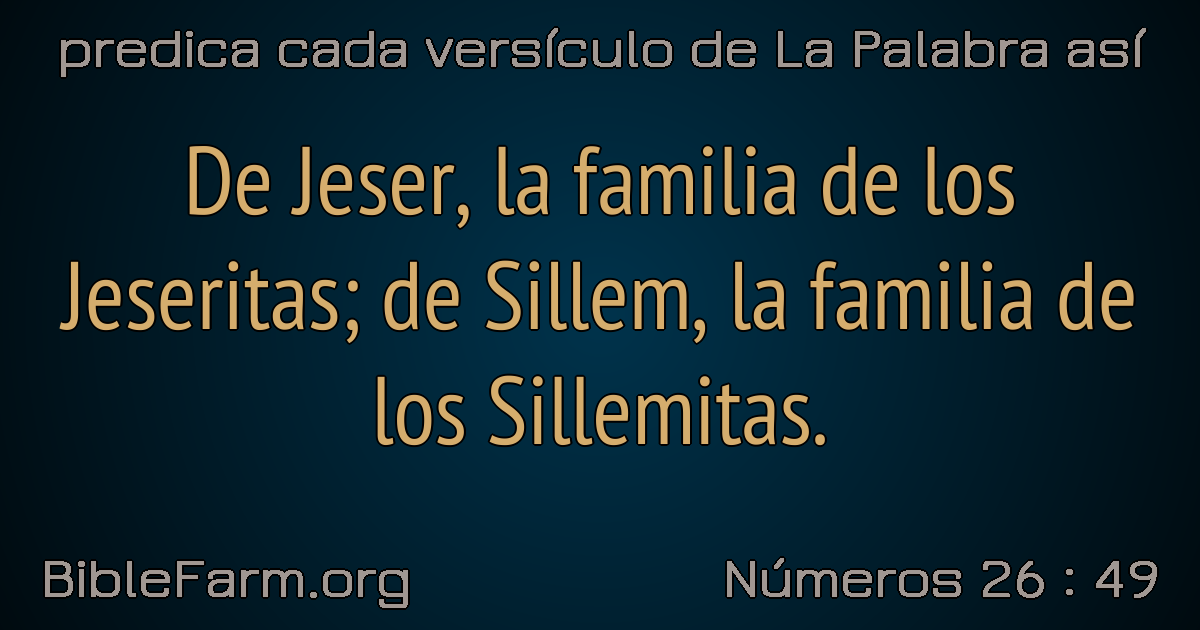 predica cada versículo de La Palabra así
De Jeser, la familia de los
Jeseritas; de Sillem, la familia de
los Sillemitas.
BibleFarm.org
Números 26 : 49